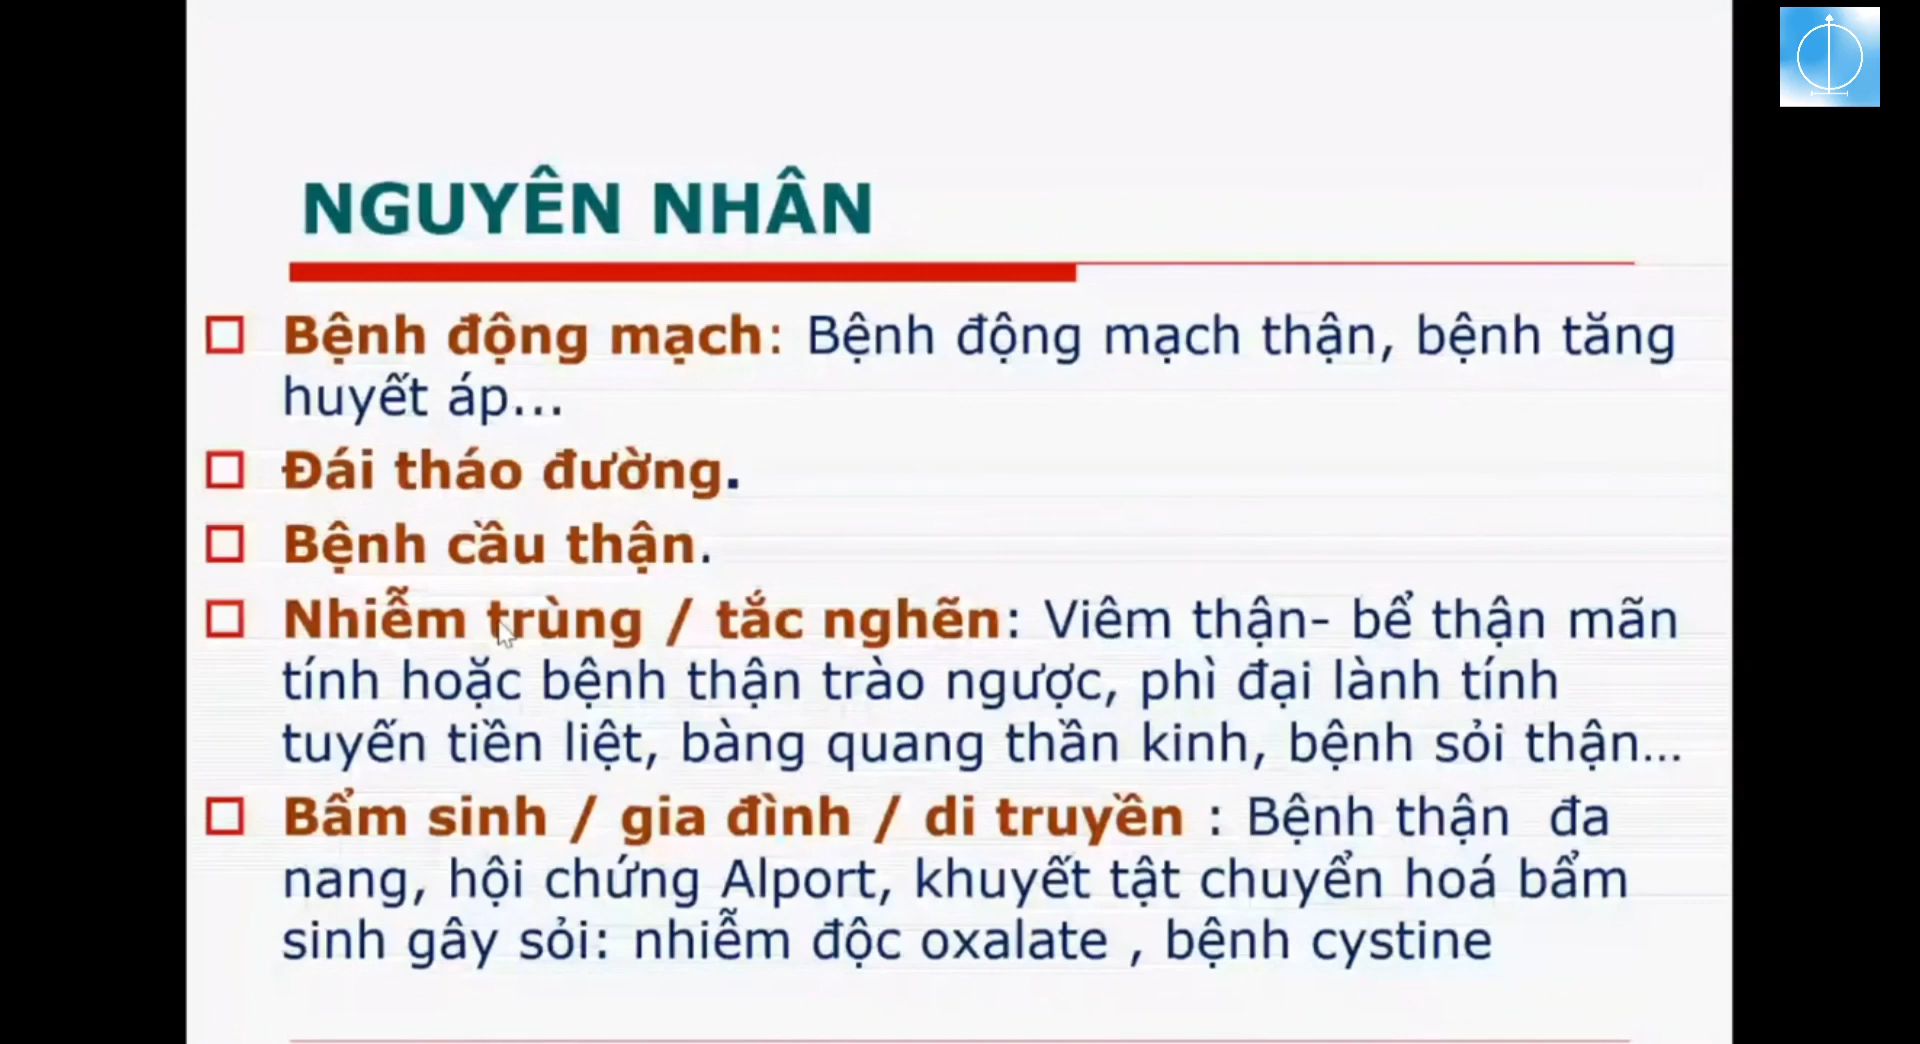 NGUYÊN NHÂN
Bệnh động mạch: Bệnh động mạch thận, bệnh tăng
huyết áp...
Đái tháo đường.
Bệnh cầu thận.
Nhiễm trùng / tắc nghẽn: Viêm thận- bể thận mãn
tính hoặc bệnh thận trào ngược, phì đại lành tính
tuyến tiền liệt, bàng quang thần kinh, bệnh sỏi thận...
Bẩm sinh / gia đình / di truyền : Bệnh thận  đa
nang, hội chứng Alport, khuyết tật chuyển hoá bẩm
sinh gây sỏi: nhiễm độc oxalate , bệnh cystine